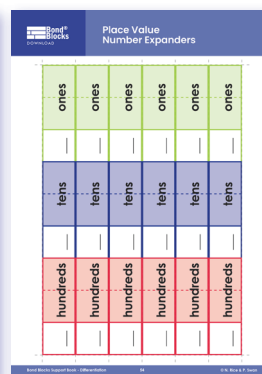 Bond® Blocks
DOWNLOAD
Place Value
Number Expanders
ones ones ones ones ones ones
tens tens tens tens tens tens
hundreds hundreds hundreds hundreds hundreds hundreds
Bond Blocks Support Book - Differentiation
34